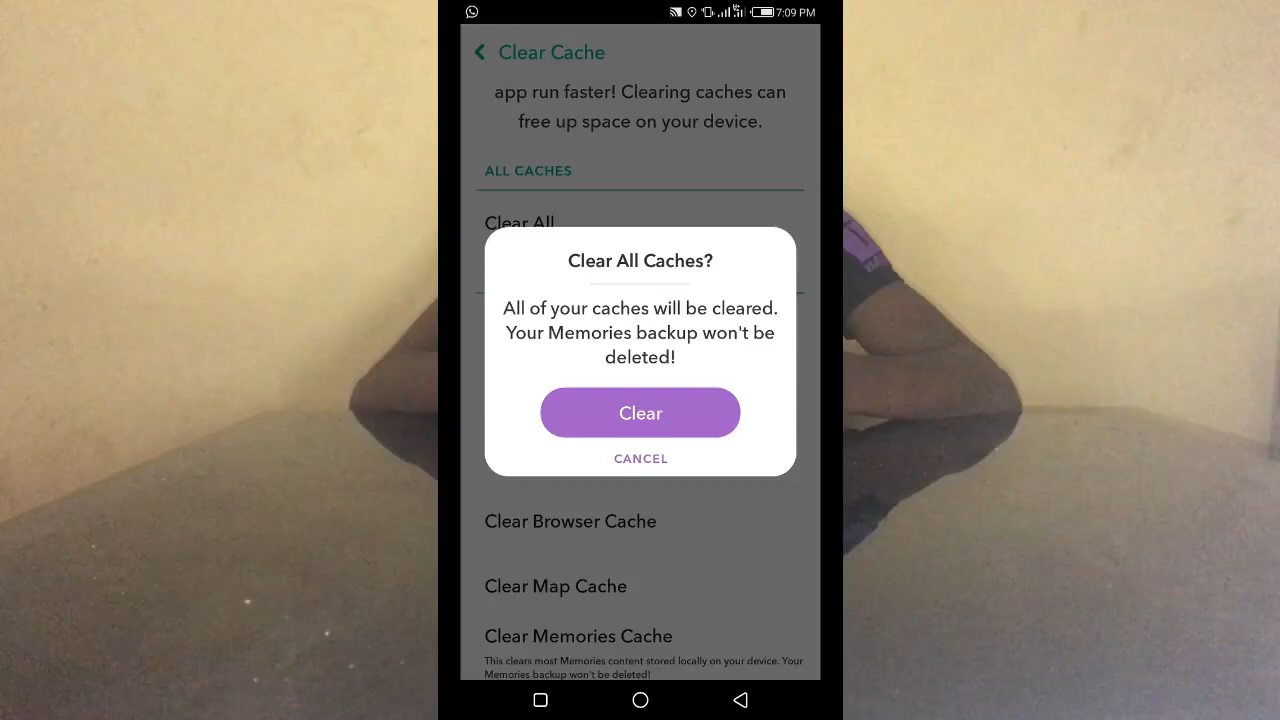 7:09 PM
Clear Cache
app run faster! Clearing caches can
free up space on your device.
ALL CACHES
Clear All
Clear All Caches?
All of your caches will be cleared.
Your Memories backup won't be
deleted!
Clear
CANCEL
Clear Browser Cache
Clear Map Cache
Clear Memories Cache
This clears most Memories content stored locally on your device. Your
Memories backup won't be deleted!